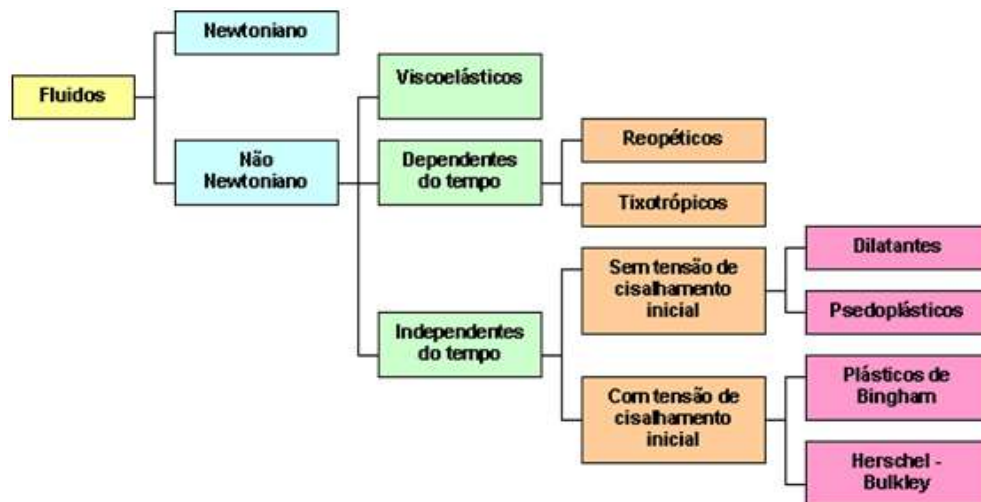 Fluidos
Newtoniano
Não
Newtoniano
Viscoelásticos
Dependentes
do tempo
Independentes
do tempo
Reopéticos
Tixotrópicos
Sem tensão de
cisalhamento
inicial
Com tensão de
cisalhamento
inicial
Dilatantes
Psedoplásticos
Plásticos de
Bingham
Herschel -
Bulkley